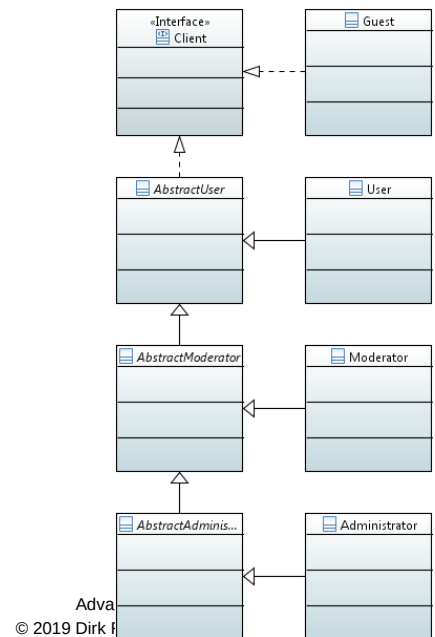 «Interface»
Client
Guest
AbstractUser
User
AbstractModerator
Moderator
AbstractAdminis...
Administrator
Adva
© 2019 Dirk